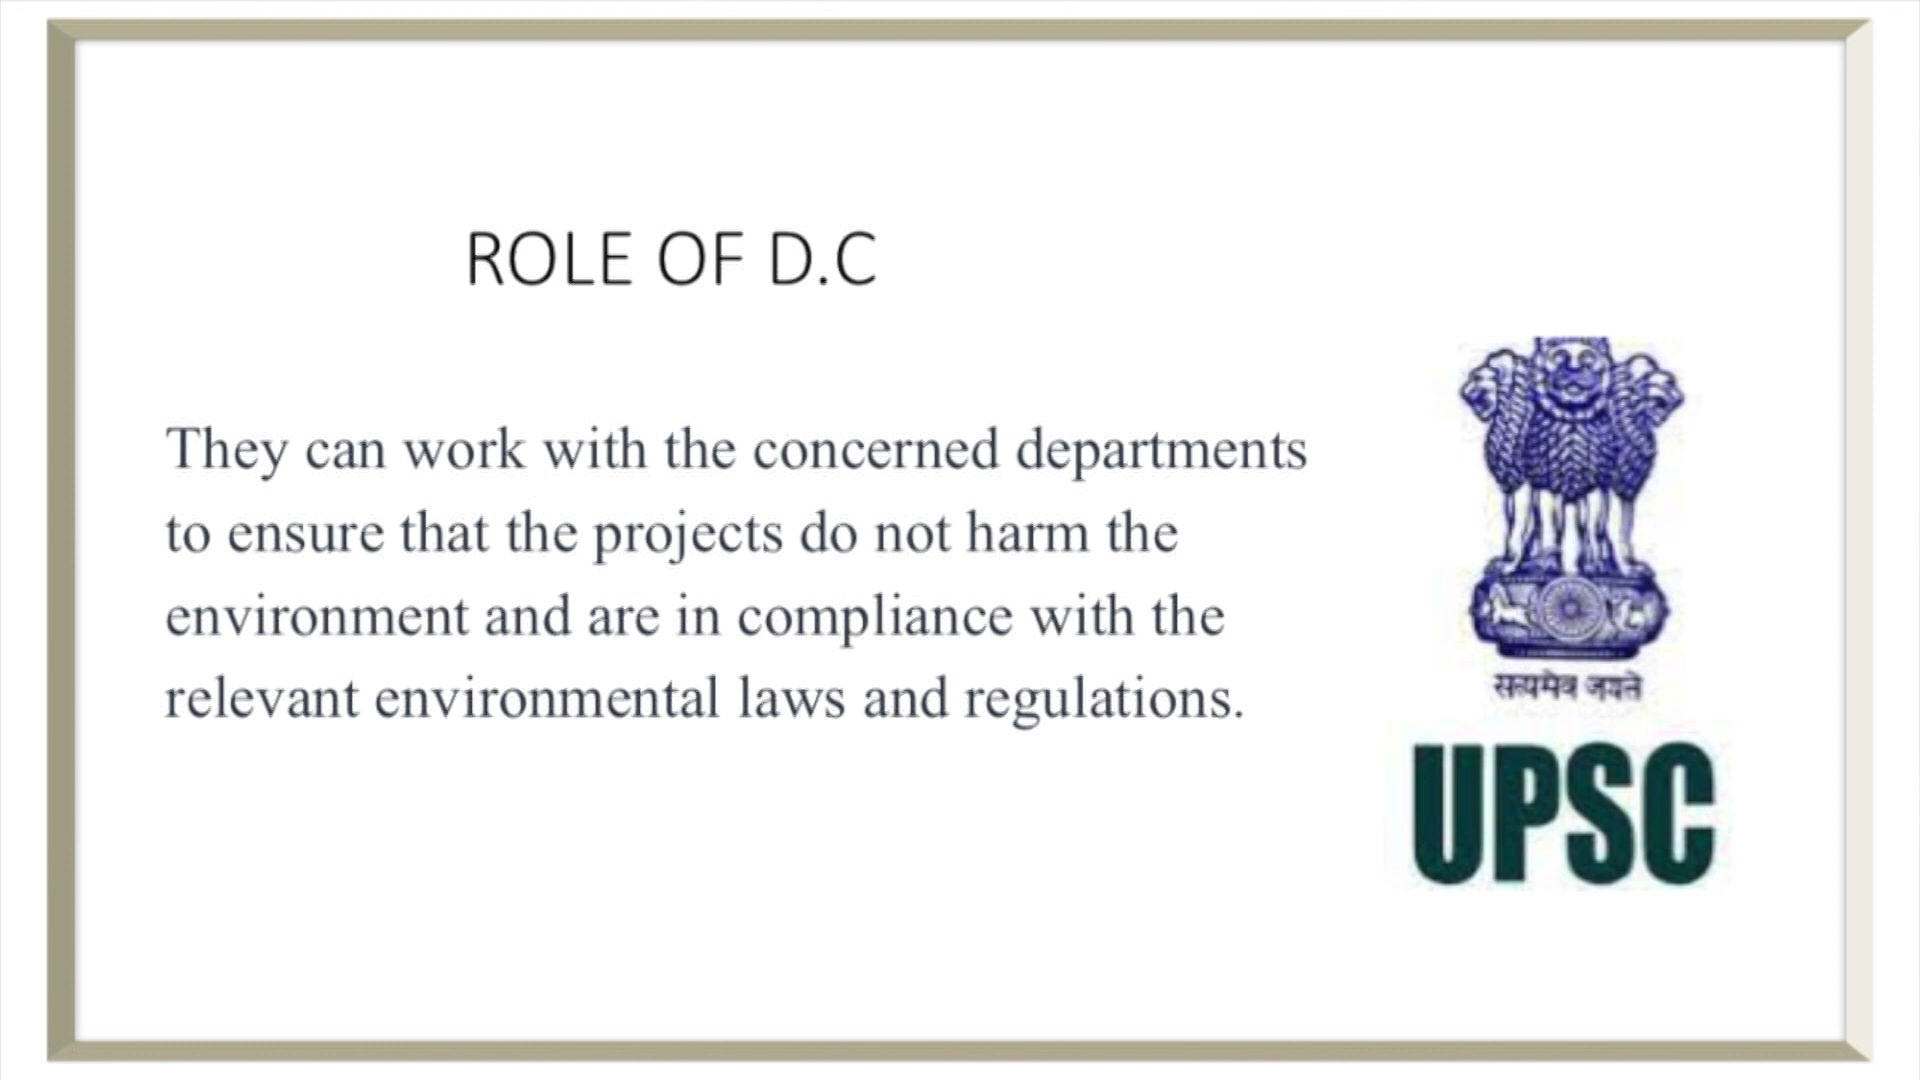 ROLE OF D.C
They can work with the concerned departments
to ensure that the projects do not harm the
environment and are in compliance with the
relevant environmental laws and regulations.
सत्यमेव जयते
UPSC